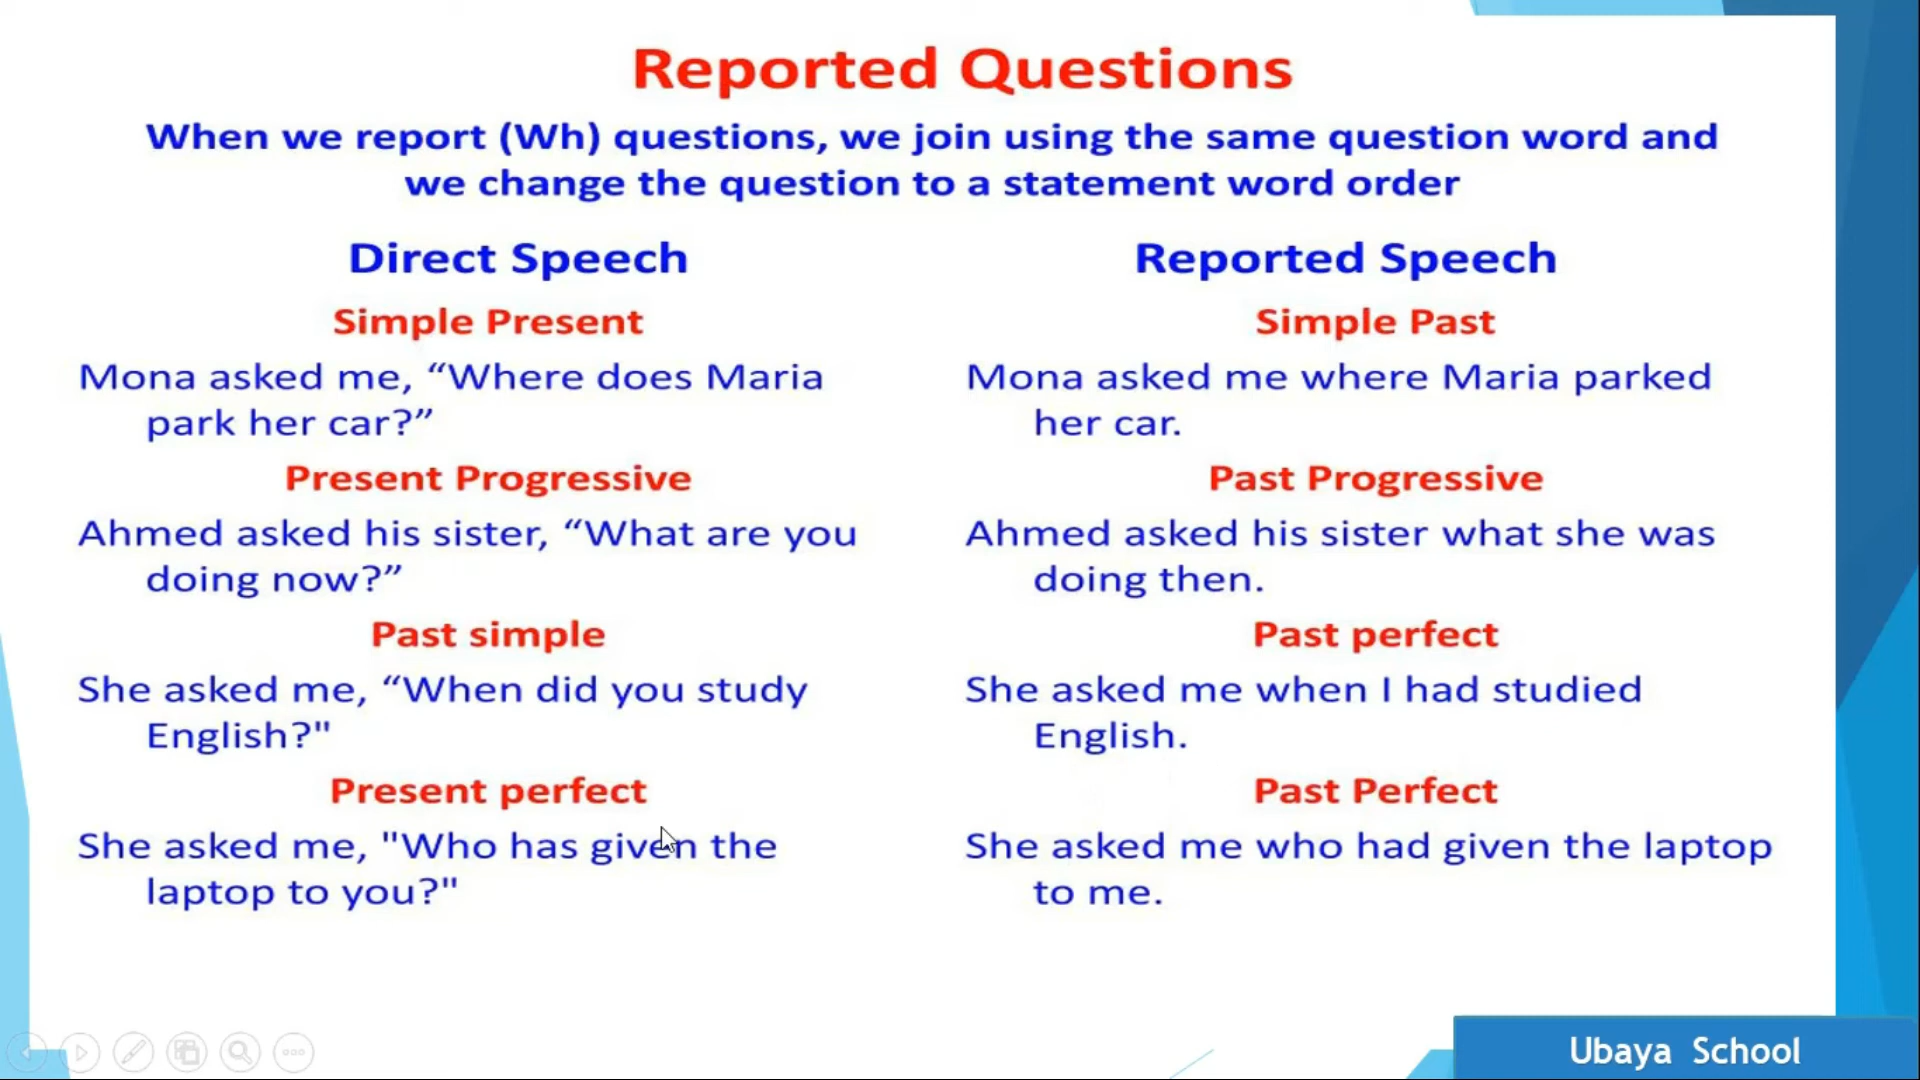 Reported Questions
When we report (Wh) questions, we join using the same question word and
we change the question to a statement word order
Direct Speech
Reported Speech
Simple Present
Simple Past
Mona asked me, “Where does Maria
park her car?”
Mona asked me where Maria parked
her car.
Present Progressive
Past Progressive
Ahmed asked his sister, “What are you
doing now?”
Ahmed asked his sister what she was
doing then.
Past simple
Past perfect
She asked me, “When did you study
English?"
She asked me when I had studied
English.
Present perfect
Past Perfect
She asked me, "Who has given the
laptop to you?"
She asked me who had given the laptop
to me.
Ubaya School